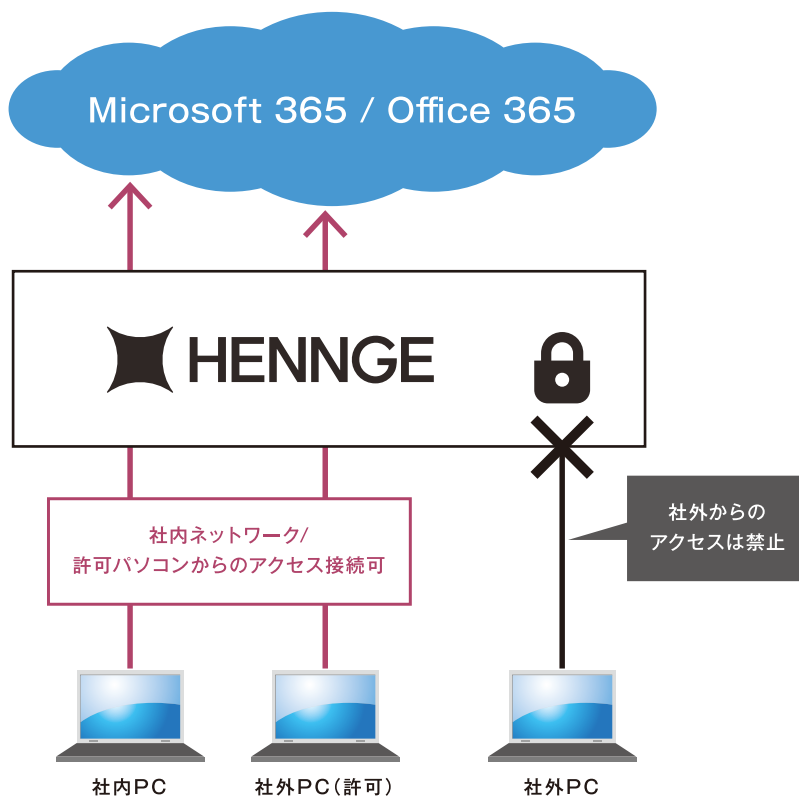 Microsoft 365 / Office 365
HENNGE
社内ネットワーク/
許可パソコンからのアクセス接続可
社外からの
アクセスは禁止
社内PC
社外PC（許可）
社外PC